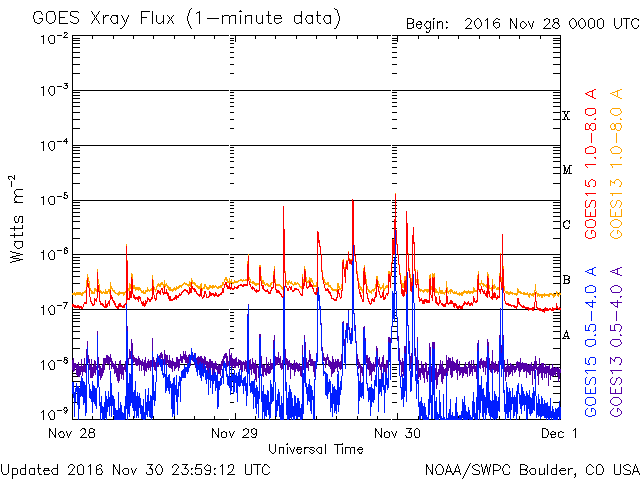 GOES Xray Flux (1-minute data)
Begin: 2016 Nov 28 0000 UTC
10-2
10-3
10-4
10-5
10-6
10-7
10-8
10-9
Watts m-2
X
M
C
B
A
GOES15 1.0-8.0 A
GOES13 1.0-8.0 A
GOES15 0.5-4.0 A
GOES13 0.5-4.0 A
Nov 28
Nov 29
Nov 30
Dec 1
Universal Time
Updated 2016 Nov 30 23:59:12 UTC
NOAA/SWPC Boulder, CO USA